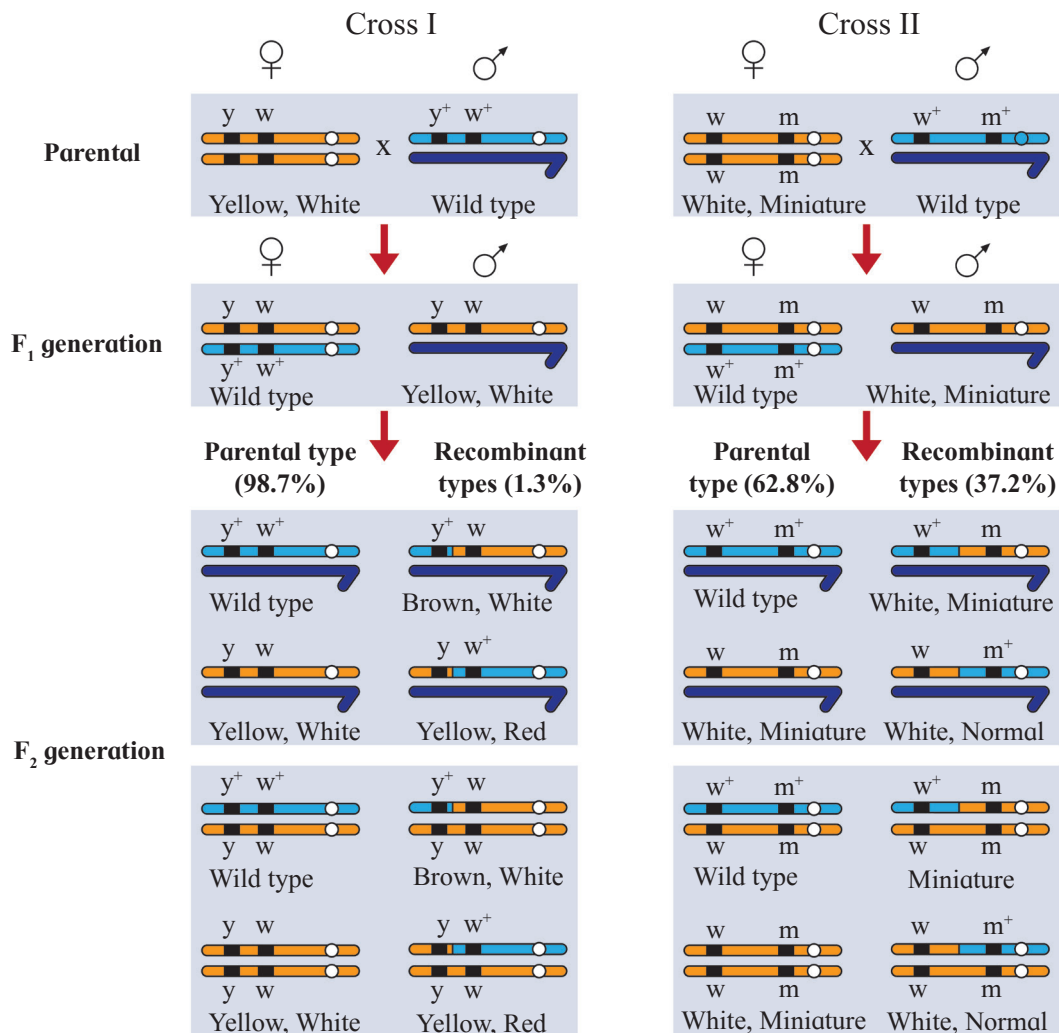 Cross I Cross II
♀ ♂ ♀ ♂
y w y⁺ w⁺ w m w⁺ m⁺
Parental x x
w m
Yellow, White Wild type White, Miniature Wild type
♀ ♂ ♀ ♂
y w y w w m w m
F₁ generation
y⁺ w⁺ w⁺ m⁺
Wild type Yellow, White Wild type White, Miniature
Parental type Recombinant Parental Recombinant
(98.7%) types (1.3%) type (62.8%) types (37.2%)
y⁺ w⁺ y⁺ w w⁺ m⁺ w⁺ m
Wild type Brown, White Wild type White, Miniature
y w y w⁺ w m w m⁺
Yellow, White Yellow, Red White, Miniature White, Normal
F₂ generation
y⁺ w⁺ y⁺ w w⁺ m⁺ w⁺ m
y w y w w m w m
Wild type Brown, White Wild type Miniature
y w y w⁺ w m w m⁺
y w y w w m w m
Yellow, White Yellow, Red White, Miniature White, Normal